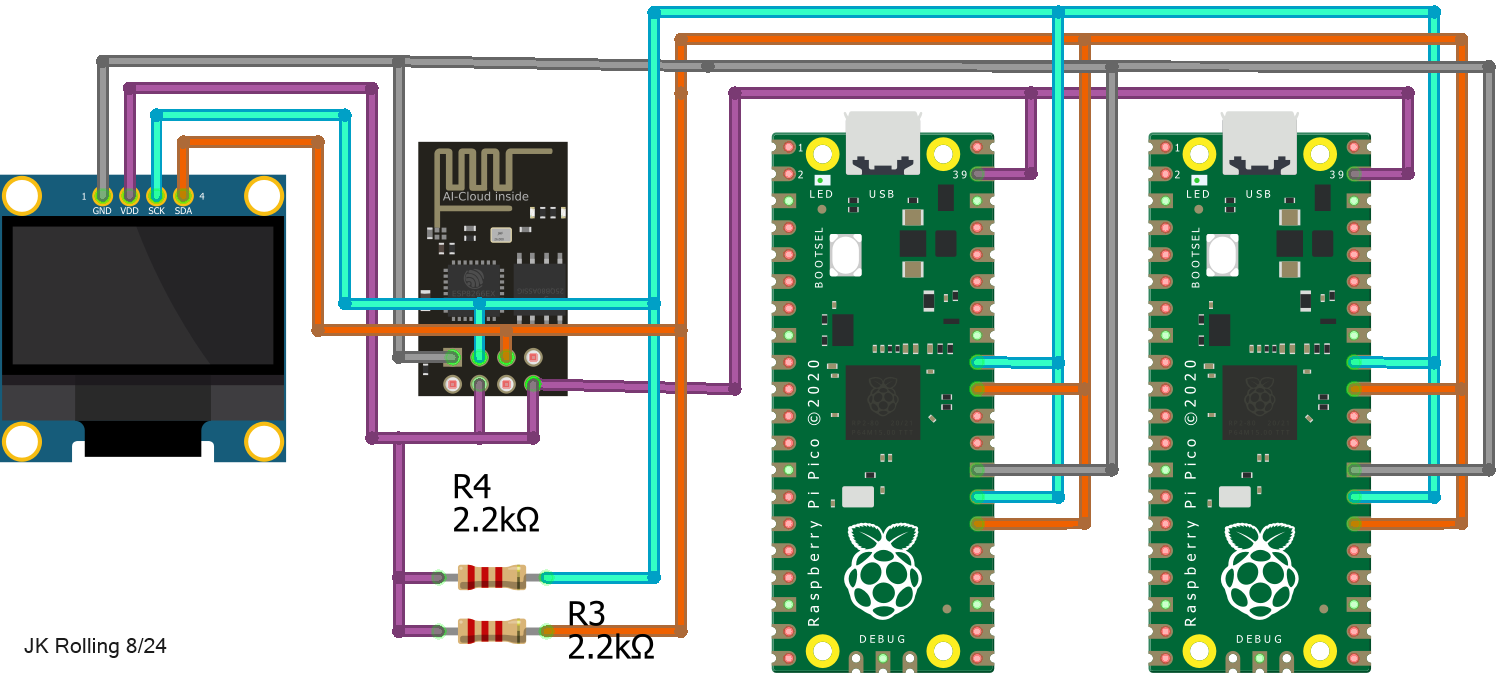 1
GND
VDD
SCK
SDA
4
AI-Cloud inside
R4
2.2kΩ
R3
2.2kΩ
JK Rolling 8/24
1
2
39
LED
USB
BOOTSEL
Raspberry Pi Pico ©2020
DEBUG
1
2
39
LED
USB
BOOTSEL
Raspberry Pi Pico ©2020
DEBUG